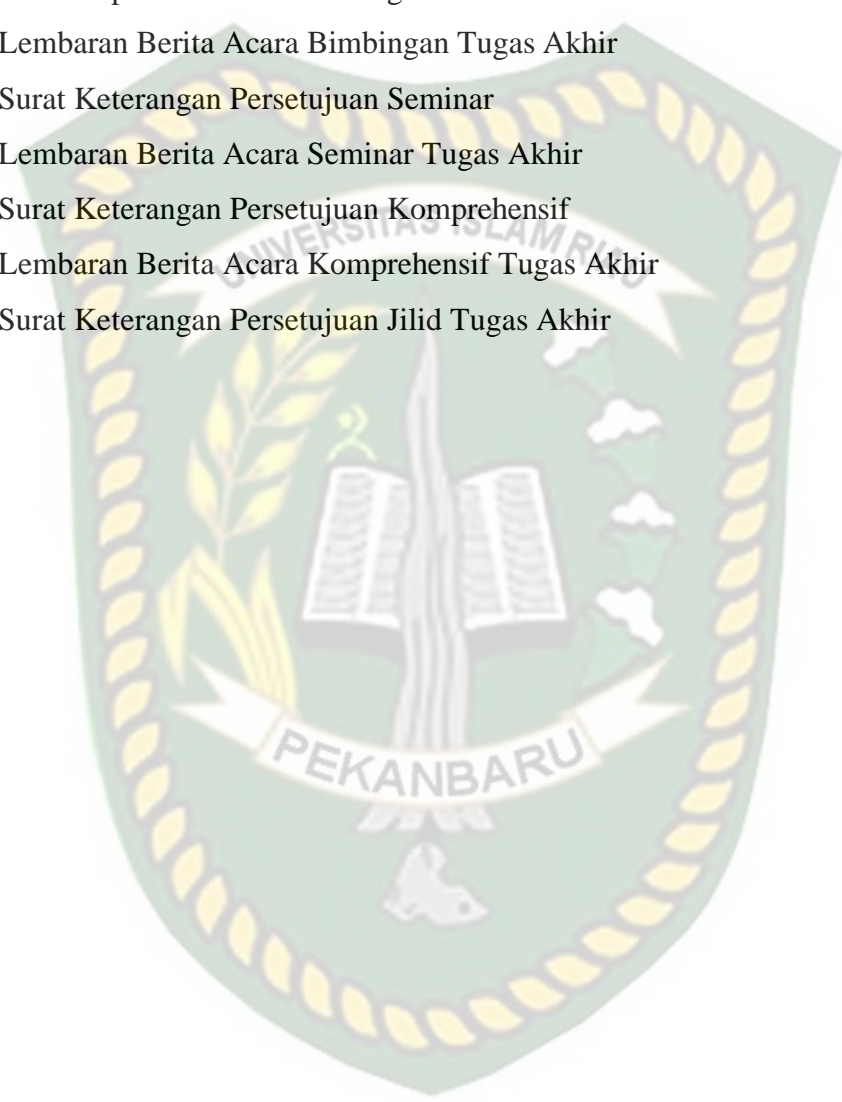 Lembaran Berita Acara Bimbingan Tugas Akhir
Surat Keterangan Persetujuan Seminar
Lembaran Berita Acara Seminar Tugas Akhir
Surat Keterangan Persetujuan Komprehensif
UNIVERSITAS ISLAM RIAU
Lembaran Berita Acara Komprehensif Tugas Akhir
Surat Keterangan Persetujuan Jilid Tugas Akhir
PEKANBARU